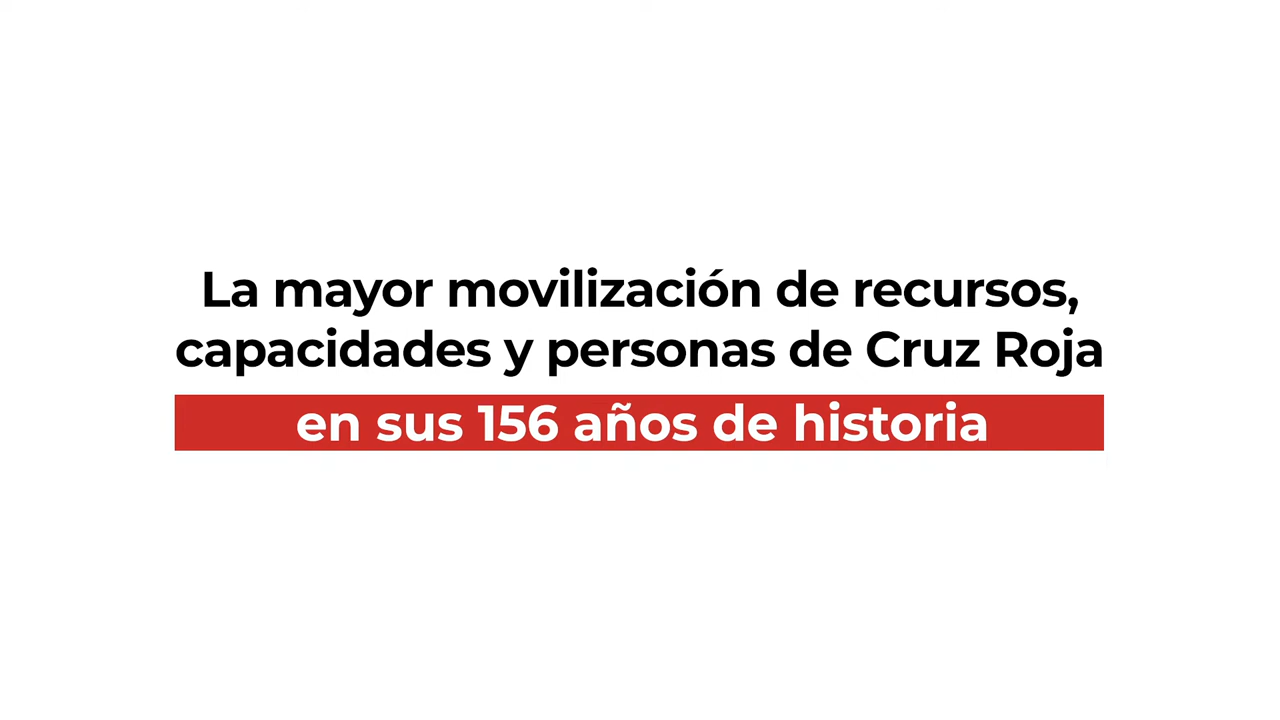 La mayor movilización de recursos,
capacidades y personas de Cruz Roja
en sus 156 años de historia